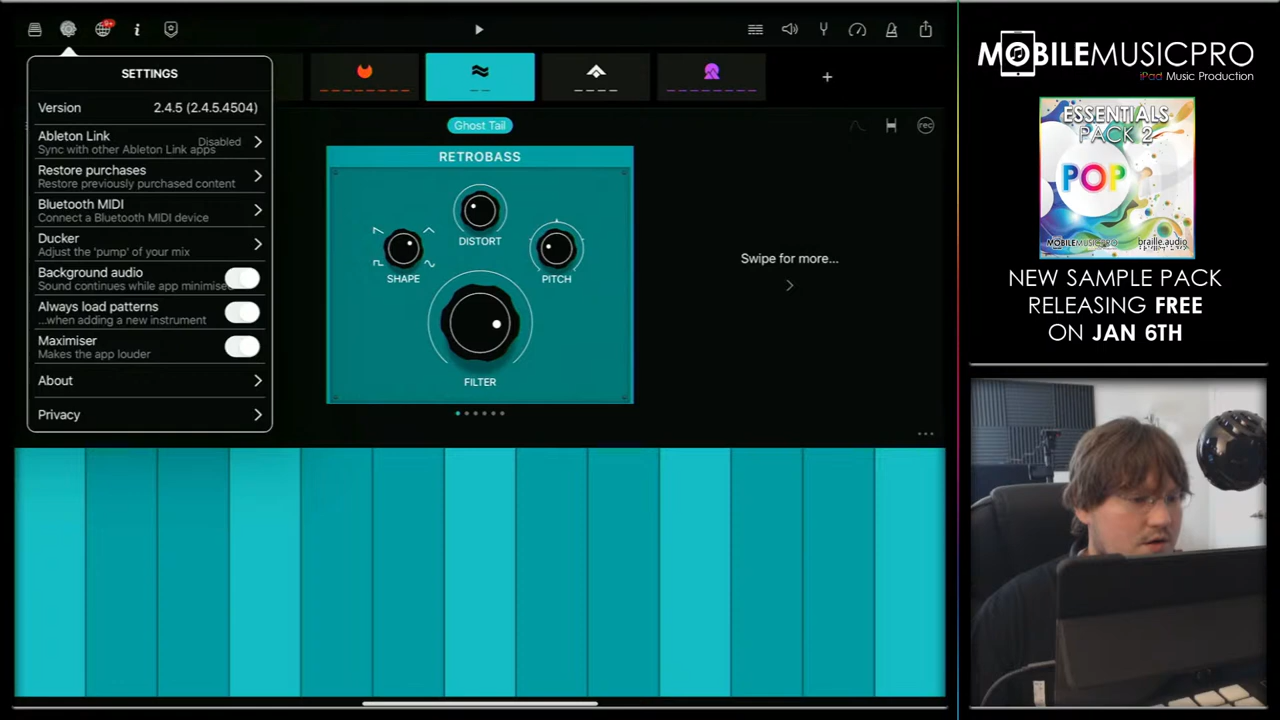 SETTINGS
Version 2.4.5 (2.4.5.4504)
Ableton Link
Disabled
Sync with other Ableton Link apps
Restore purchases
Restore previously purchased content
Bluetooth MIDI
Connect a Bluetooth MIDI device
Ducker
Adjust the 'pump' of your mix
Background audio
Sound continues while app minimised
Always load patterns
...when adding a new instrument
Maximiser
Makes the app louder
About
Privacy
Ghost Tail
rec
RETROBASS
DISTORT
SHAPE
PITCH
FILTER
Swipe for more...
MOBILEMUSICPRO
iPad Music Production
ESSENTIALS
PACK 2
POP
MOBILEMUSICPRO
braille.audio
NEW SAMPLE PACK
RELEASING FREE
ON JAN 6TH